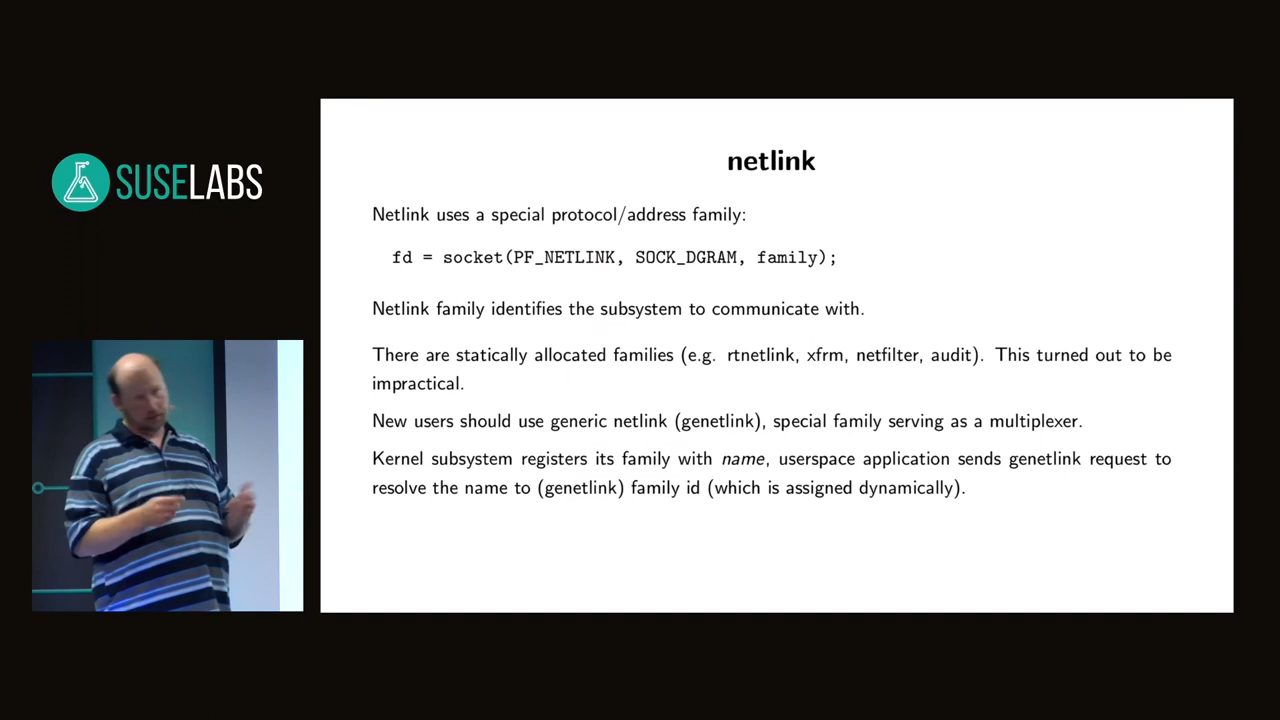 SUSELABS
netlink
Netlink uses a special protocol/address family:
fd = socket(PF_NETLINK, SOCK_DGRAM, family);
Netlink family identifies the subsystem to communicate with.
There are statically allocated families (e.g. rtnetlink, xfrm, netfilter, audit). This turned out to be
impractical.
New users should use generic netlink (genetlink), special family serving as a multiplexer.
Kernel subsystem registers its family with name, userspace application sends genetlink request to
resolve the name to (genetlink) family id (which is assigned dynamically).